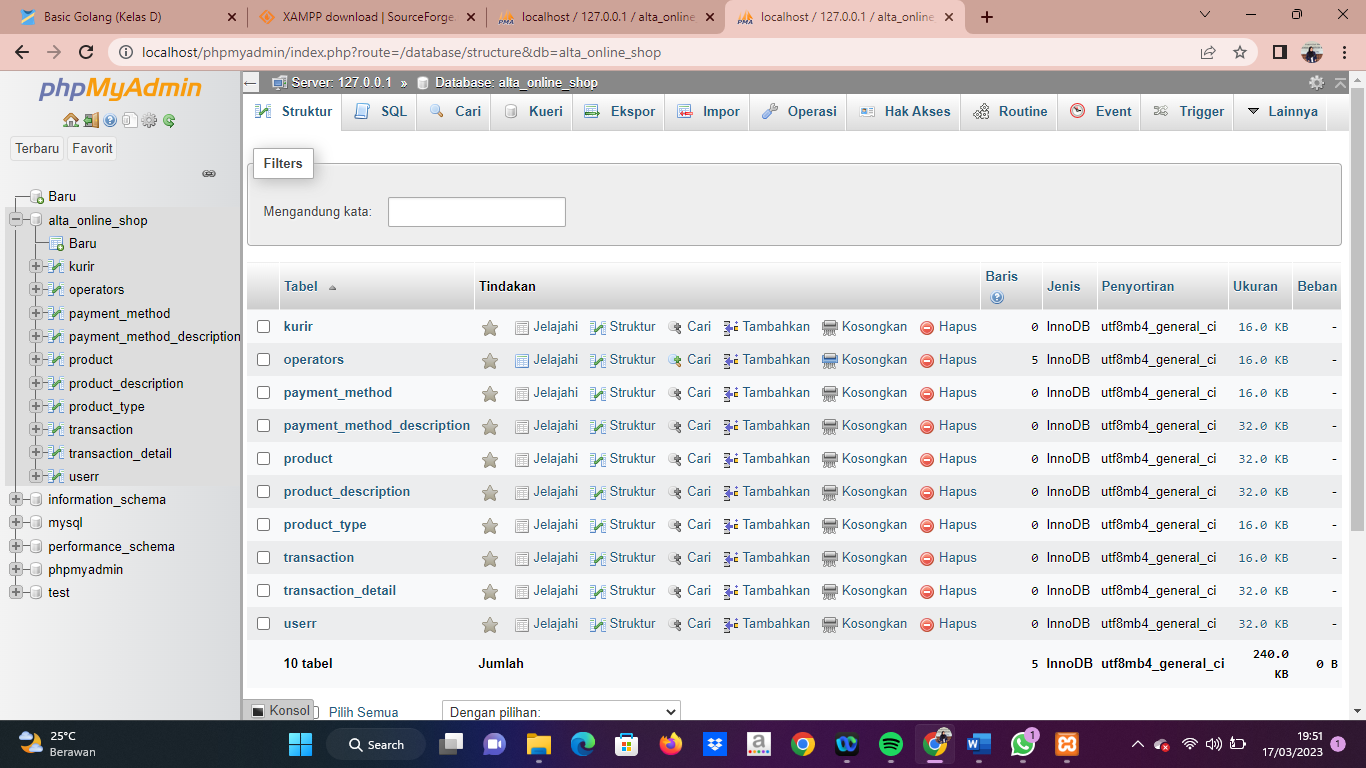 Basic Golang (Kelas D)
XAMPP download | SourceForge.
localhost / 127.0.0.1 / alta_online
localhost / 127.0.0.1 / alta_online
localhost/phpmyadmin/index.php?route=/database/structure&db=alta_online_shop
phpMyAdmin
Terbaru Favorit
Baru
alta_online_shop
Baru
kurir
operators
payment_method
payment_method_description
product
product_description
product_type
transaction
transaction_detail
userr
information_schema
mysql
performance_schema
phpmyadmin
test
Server: 127.0.0.1 » Database: alta_online_shop
Struktur SQL Cari Kueri Ekspor Impor Operasi Hak Akses Routine Event Trigger Lainnya
Filters
Mengandung kata:
Tabel Tindakan Baris Jenis Penyortiran Ukuran Beban
kurir Jelajahi Struktur Cari Tambahkan Kosongkan Hapus 0 InnoDB utf8mb4_general_ci 16.0 KB -
operators Jelajahi Struktur Cari Tambahkan Kosongkan Hapus 5 InnoDB utf8mb4_general_ci 16.0 KB -
payment_method Jelajahi Struktur Cari Tambahkan Kosongkan Hapus 0 InnoDB utf8mb4_general_ci 16.0 KB -
payment_method_description Jelajahi Struktur Cari Tambahkan Kosongkan Hapus 0 InnoDB utf8mb4_general_ci 32.0 KB -
product Jelajahi Struktur Cari Tambahkan Kosongkan Hapus 0 InnoDB utf8mb4_general_ci 32.0 KB -
product_description Jelajahi Struktur Cari Tambahkan Kosongkan Hapus 0 InnoDB utf8mb4_general_ci 32.0 KB -
product_type Jelajahi Struktur Cari Tambahkan Kosongkan Hapus 0 InnoDB utf8mb4_general_ci 16.0 KB -
transaction Jelajahi Struktur Cari Tambahkan Kosongkan Hapus 0 InnoDB utf8mb4_general_ci 16.0 KB -
transaction_detail Jelajahi Struktur Cari Tambahkan Kosongkan Hapus 0 InnoDB utf8mb4_general_ci 32.0 KB -
userr Jelajahi Struktur Cari Tambahkan Kosongkan Hapus 0 InnoDB utf8mb4_general_ci 32.0 KB -
10 tabel Jumlah 5 InnoDB utf8mb4_general_ci 240.0 KB 0 B
Konsol Pilih Semua Dengan pilihan:
25°C
Berawan
Search
1
19:51
17/03/2023
1